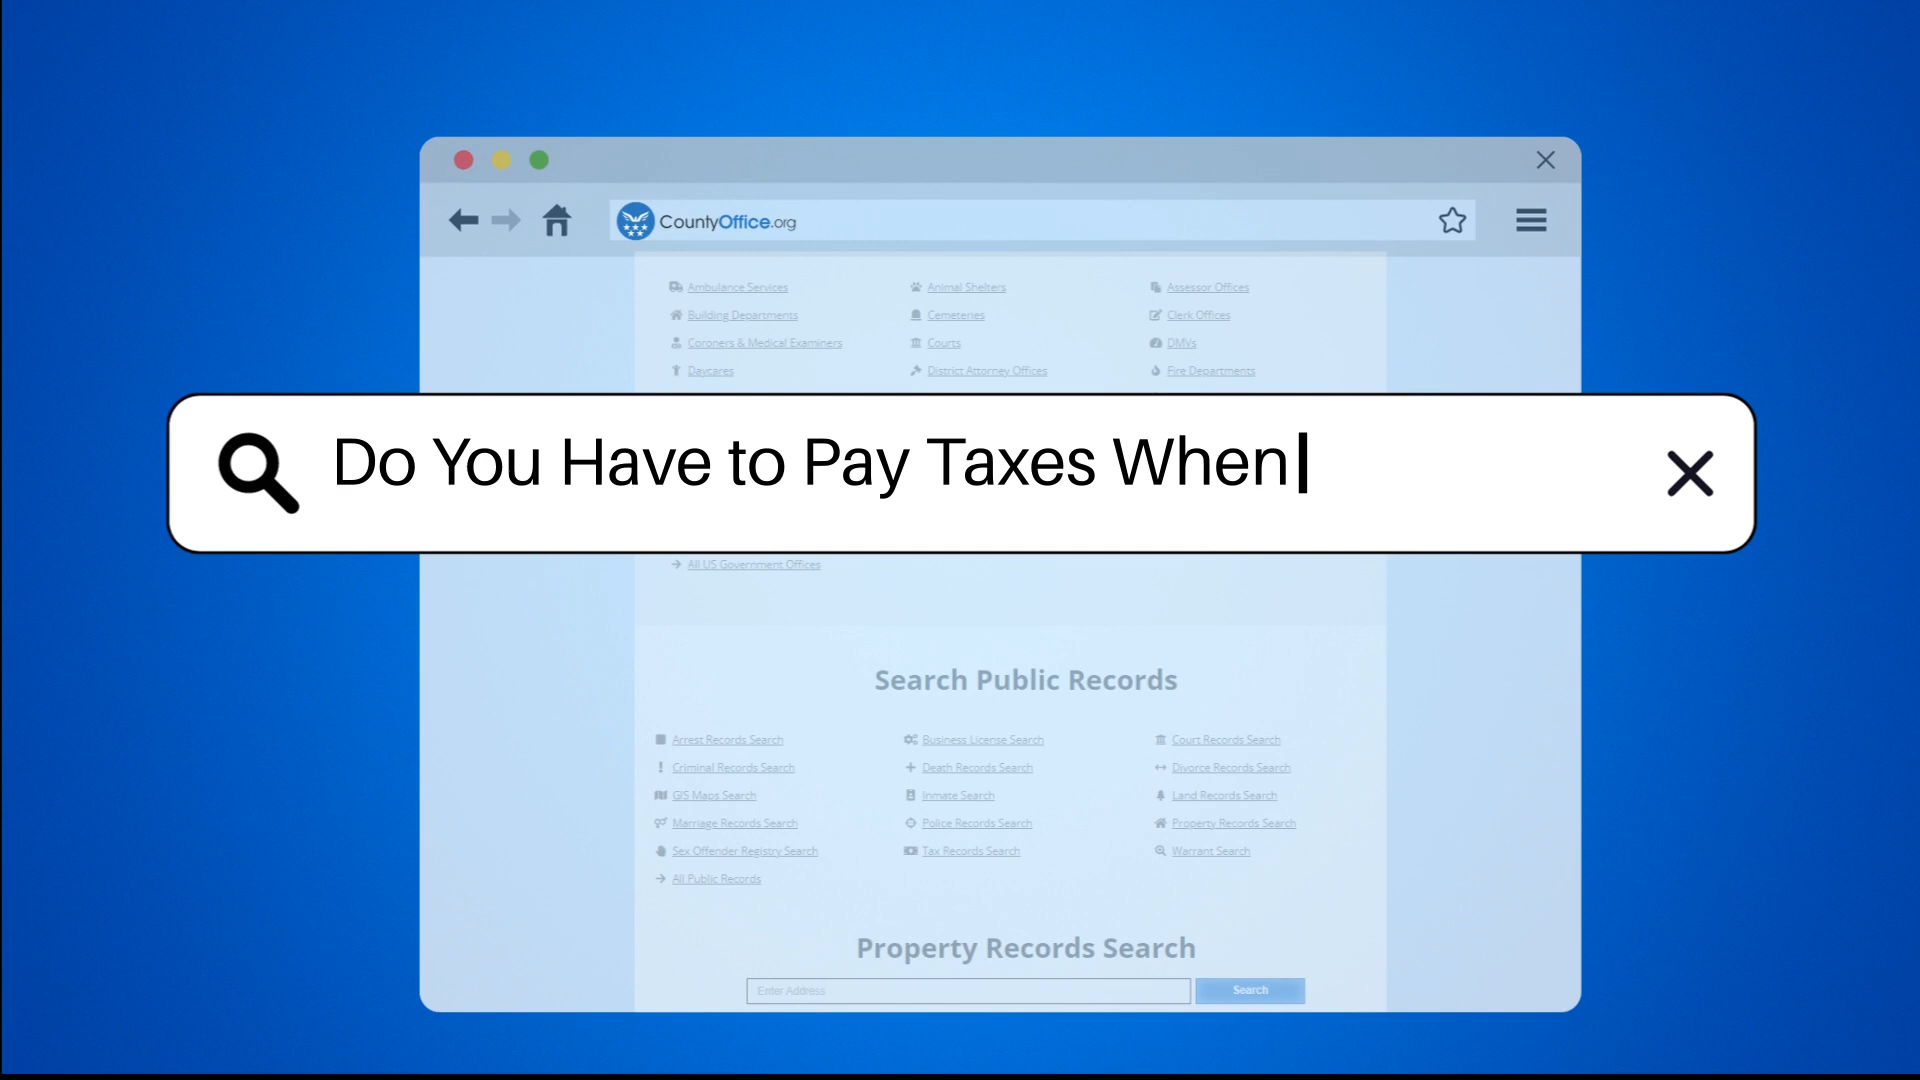 CountyOffice.org
Ambulance Services Animal Shelters Assessor Offices
Building Departments Cemeteries Clerk Offices
Coroners & Medical Examiners Courts DMVs
Daycares District Attorney Offices Fire Departments
Do You Have to Pay Taxes When
All US Government Offices
Search Public Records
Arrest Records Search Business License Search Court Records Search
Criminal Records Search Death Records Search Divorce Records Search
GIS Maps Search Inmate Search Land Records Search
Marriage Records Search Police Records Search Property Records Search
Sex Offender Registry Search Tax Records Search Warrant Search
All Public Records
Property Records Search
Enter Address Search